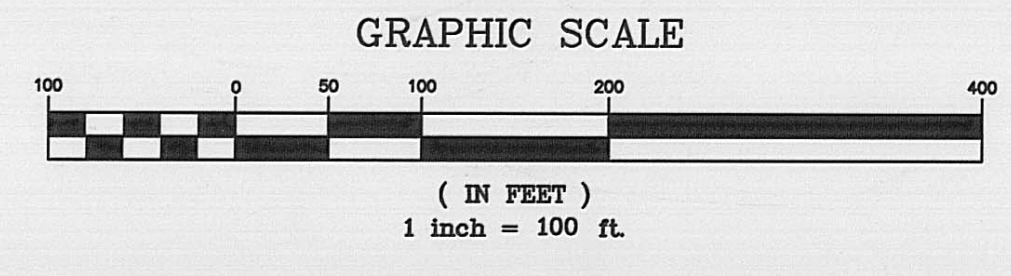 GRAPHIC SCALE
100 0 50 100 200 400
( IN FEET )
1 inch = 100 ft.